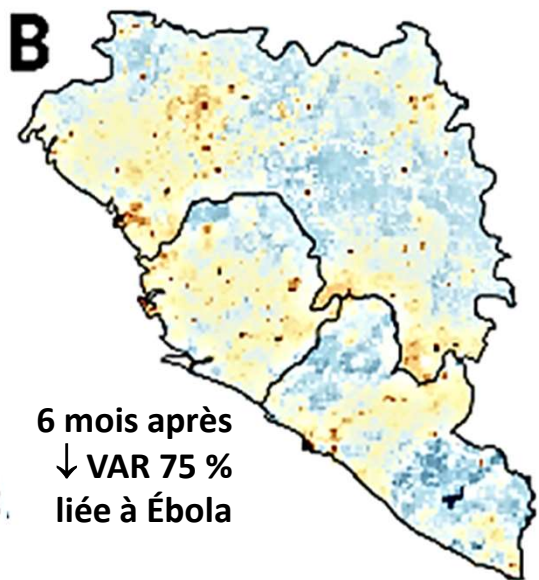 B
6 mois après
↓ VAR 75 %
liée à Ébola